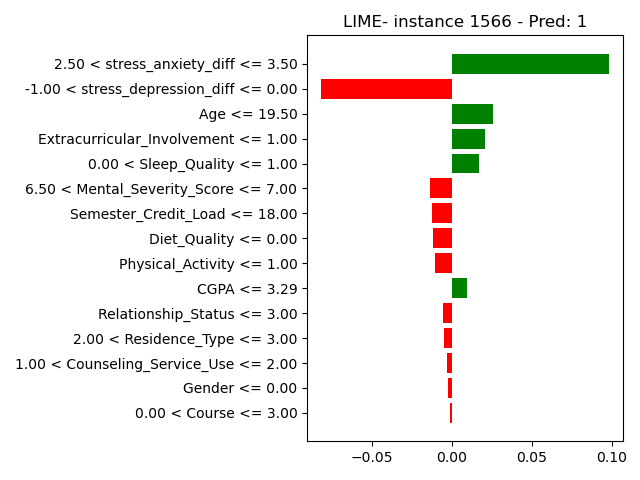 LIME- instance 1566 - Pred: 1
2.50 < stress_anxiety_diff <= 3.50
-1.00 < stress_depression_diff <= 0.00
Age <= 19.50
Extracurricular_Involvement <= 1.00
0.00 < Sleep_Quality <= 1.00
6.50 < Mental_Severity_Score <= 7.00
Semester_Credit_Load <= 18.00
Diet_Quality <= 0.00
Physical_Activity <= 1.00
CGPA <= 3.29
Relationship_Status <= 3.00
2.00 < Residence_Type <= 3.00
1.00 < Counseling_Service_Use <= 2.00
Gender <= 0.00
0.00 < Course <= 3.00
−0.05 0.00 0.05 0.10